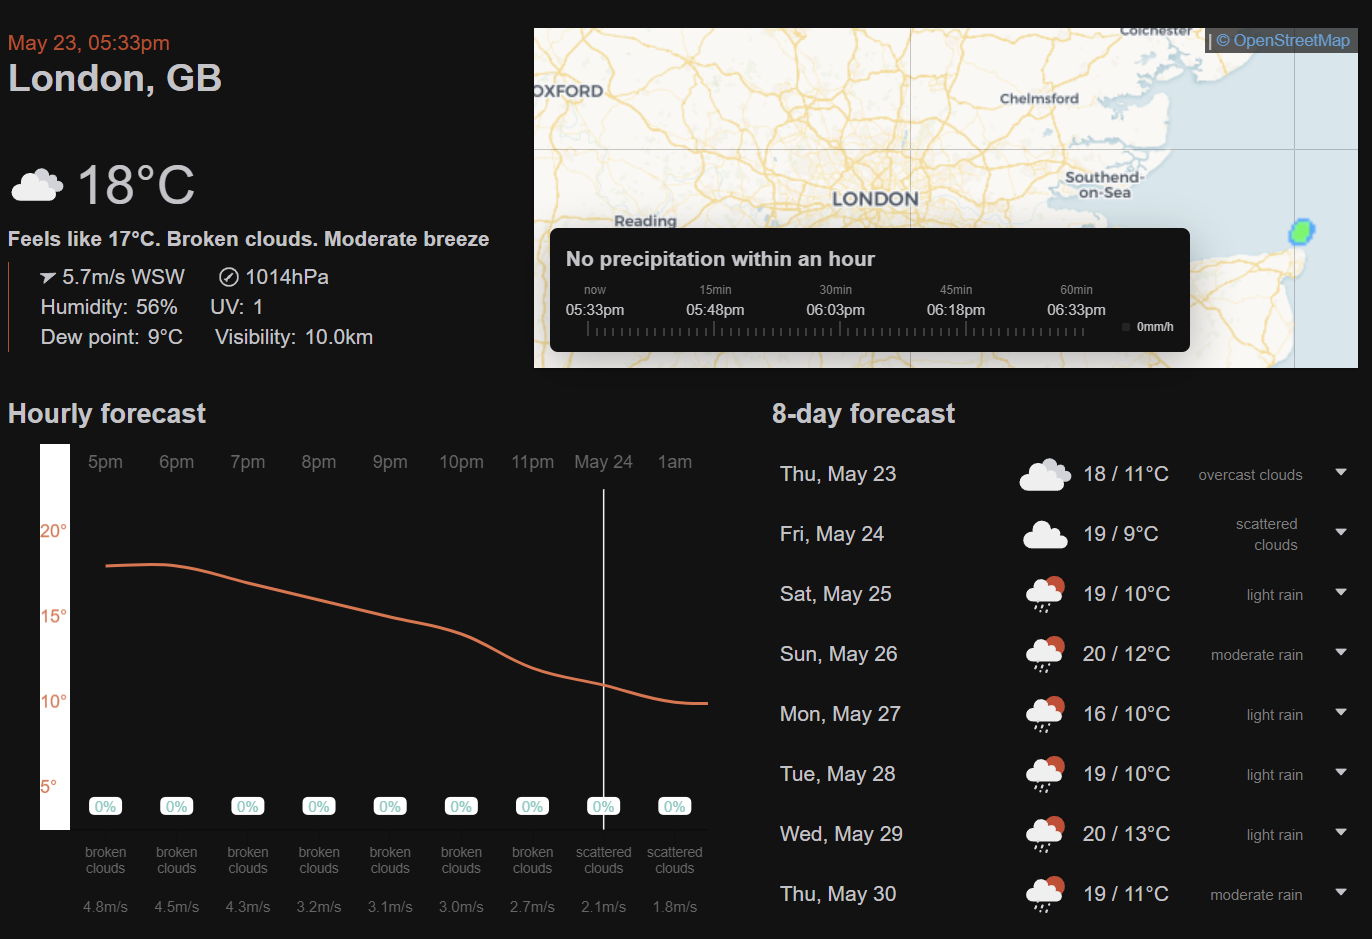 May 23, 05:33pm
London, GB
18°C
Feels like 17°C. Broken clouds. Moderate breeze
5.7m/s WSW 1014hPa
Humidity: 56% UV: 1
Dew point: 9°C Visibility: 10.0km
Colchester
| © OpenStreetMap
OXFORD
Chelmsford
Southend-
on-Sea
LONDON
Reading
No precipitation within an hour
now 15min 30min 45min 60min
05:33pm 05:48pm 06:03pm 06:18pm 06:33pm
0mm/h
Hourly forecast
5pm 6pm 7pm 8pm 9pm 10pm 11pm May 24 1am
20°
15°
10°
5°
0% 0% 0% 0% 0% 0% 0% 0% 0%
broken broken broken broken broken broken broken scattered scattered
clouds clouds clouds clouds clouds clouds clouds clouds clouds
4.8m/s 4.5m/s 4.3m/s 3.2m/s 3.1m/s 3.0m/s 2.7m/s 2.1m/s 1.8m/s
8-day forecast
Thu, May 23 18 / 11°C overcast clouds
Fri, May 24 19 / 9°C scattered
clouds
Sat, May 25 19 / 10°C light rain
Sun, May 26 20 / 12°C moderate rain
Mon, May 27 16 / 10°C light rain
Tue, May 28 19 / 10°C light rain
Wed, May 29 20 / 13°C light rain
Thu, May 30 19 / 11°C moderate rain